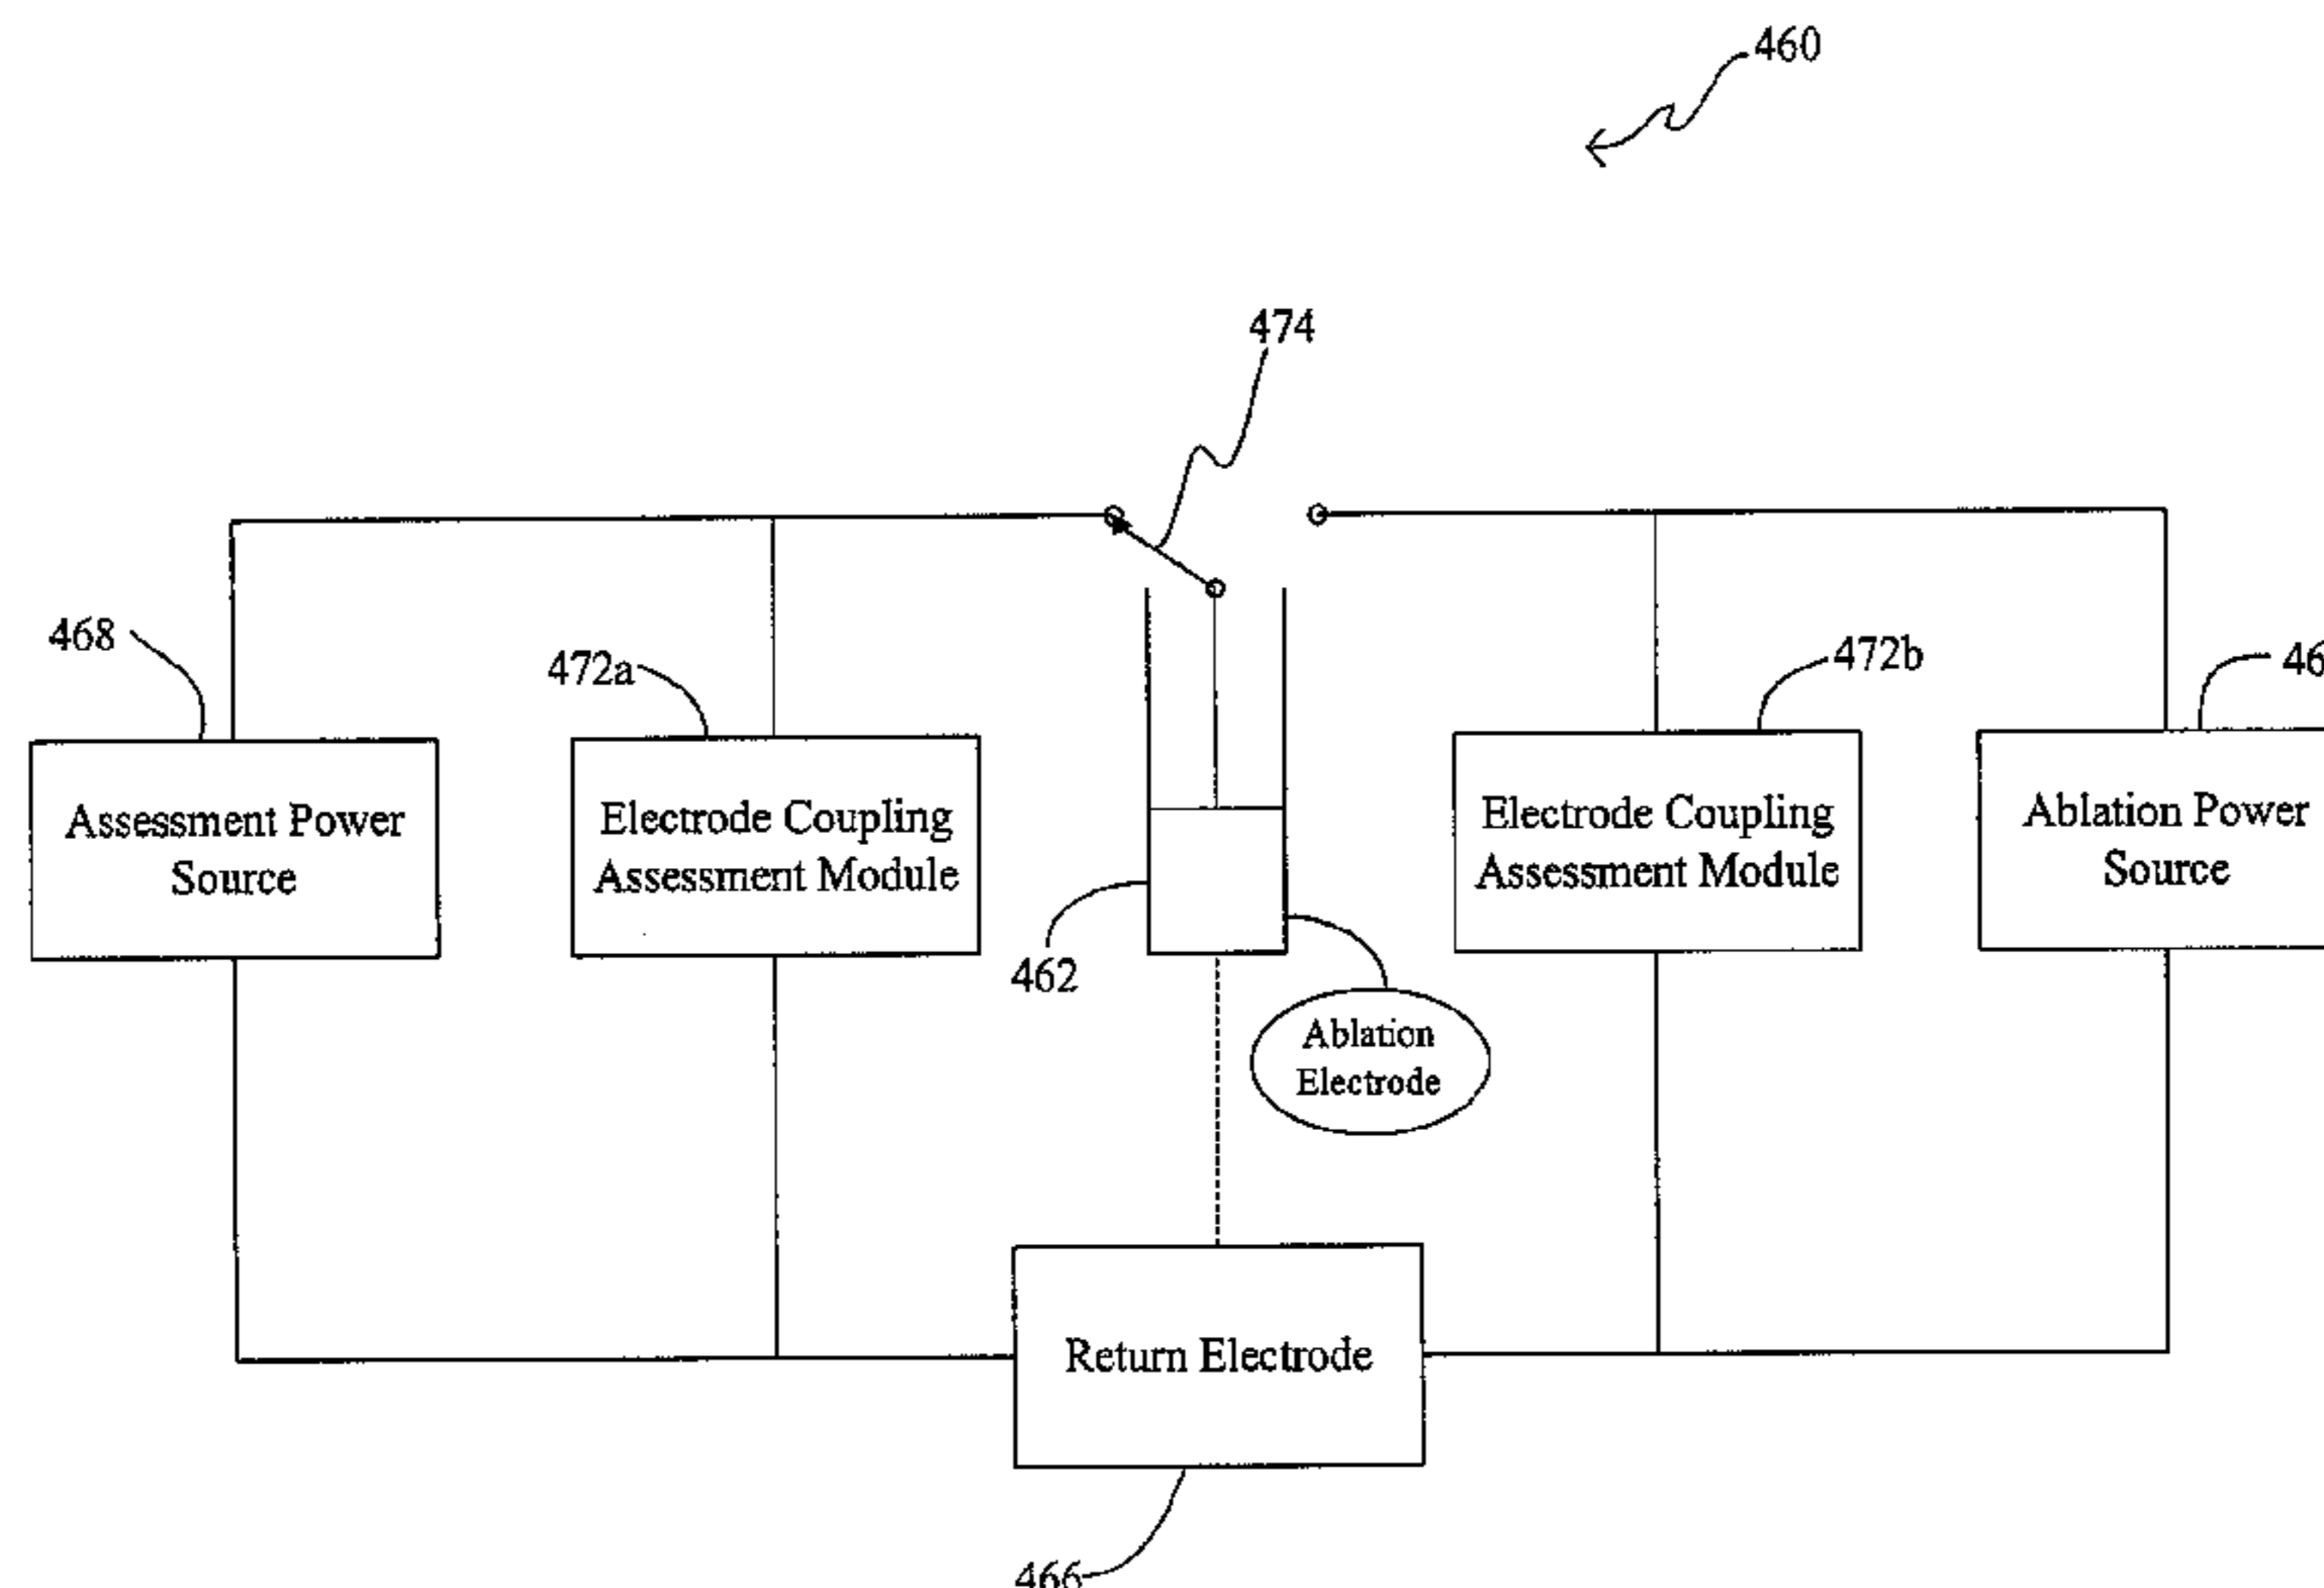 460
474
468
472a
472b
Assessment Power
Source
Electrode Coupling
Assessment Module
Electrode Coupling
Assessment Module
Ablation Power
Source
462
Ablation
Electrode
Return Electrode
466